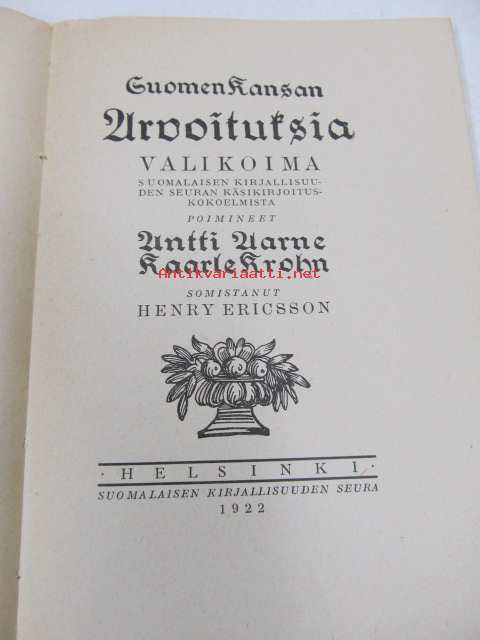 Suomen Kansan
Arvoituksia
VALIKOIMA
SUOMALAISEN KIRJALLISUU-
DEN SEURAN KÄSIKIRJOITUS-
KOKOELMISTA
POIMINEET
Antti Aarne
Kaarle Krohn
Antikvariaatti.net
SOMISTANUT
HENRY ERICSSON
· HELSINKI ·
SUOMALAISEN KIRJALLISUUDEN SEURA
1922